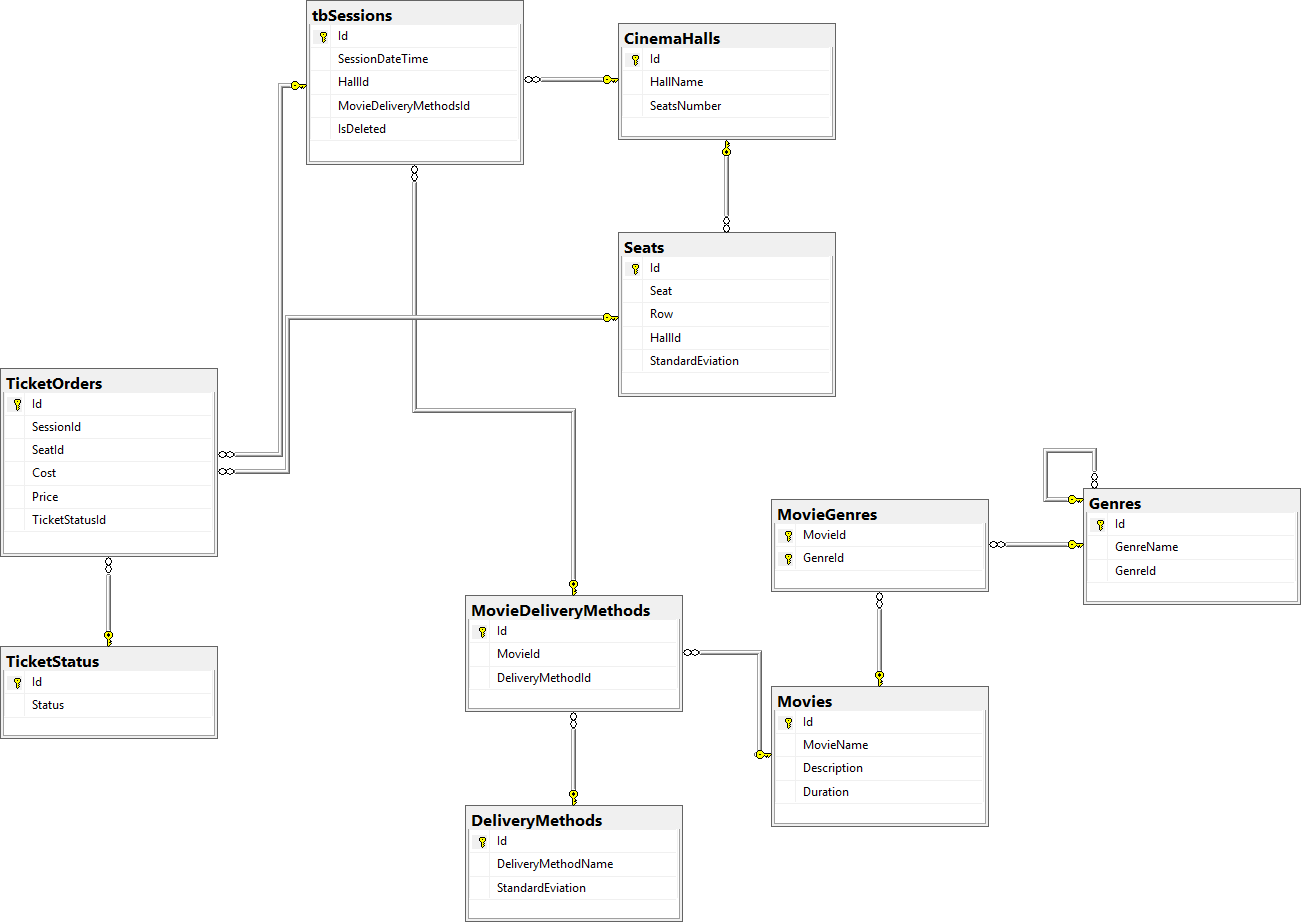 tbSessions
Id
SessionDateTime
HallId
MovieDeliveryMethodsId
IsDeleted
CinemaHalls
Id
HallName
SeatsNumber
Seats
Id
Seat
Row
HallId
StandardEviation
TicketOrders
Id
SessionId
SeatId
Cost
Price
TicketStatusId
TicketStatus
Id
Status
MovieDeliveryMethods
Id
MovieId
DeliveryMethodId
DeliveryMethods
Id
DeliveryMethodName
StandardEviation
MovieGenres
MovieId
GenreId
Genres
Id
GenreName
GenreId
Movies
Id
MovieName
Description
Duration